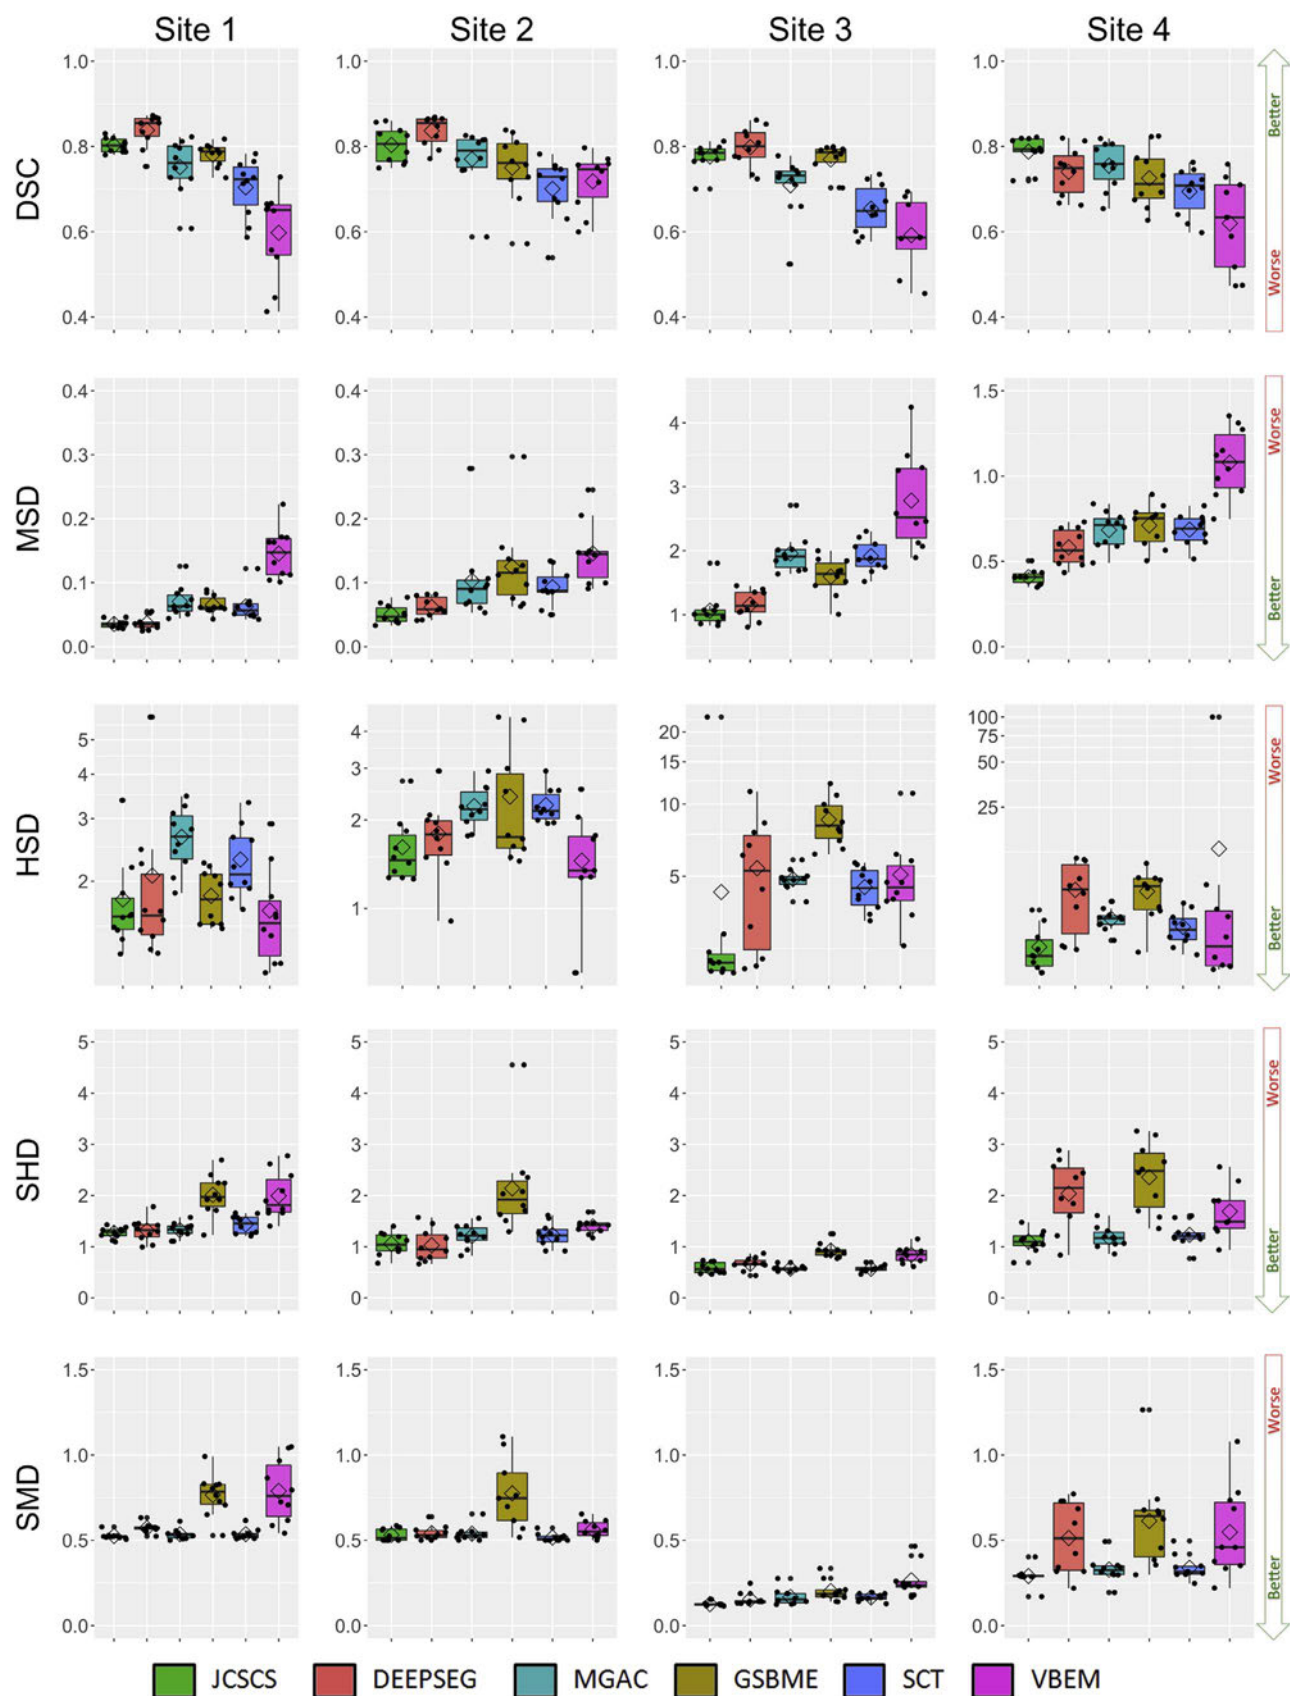 Site 1 Site 2 Site 3 Site 4
DSC
1.0 1.0 1.0 1.0
0.8 0.8 0.8 0.8
0.6 0.6 0.6 0.6
0.4 0.4 0.4 0.4
Better
Worse
MSD
0.4 0.4 4 1.5
0.3 0.3 3 1.0
0.2 0.2 2 0.5
0.1 0.1 1 0.0
0.0 0.0
Worse
Better
HSD
5 4 20 100
4 3 15 75
3 2 10 50
2 1 5 25
Worse
Better
SHD
5 5 5 5
4 4 4 4
3 3 3 3
2 2 2 2
1 1 1 1
0 0 0 0
Worse
Better
SMD
1.5 1.5 1.5 1.5
1.0 1.0 1.0 1.0
0.5 0.5 0.5 0.5
0.0 0.0 0.0 0.0
Worse
Better
JCSCS DEEPSEG MGAC GSBME SCT VBEM